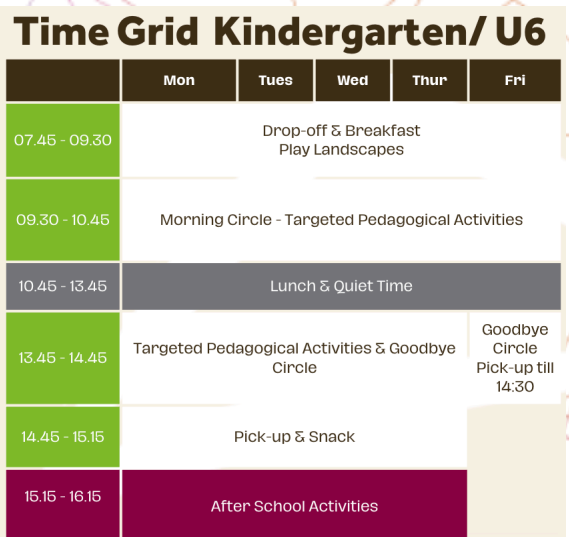 Time Grid Kindergarten/ U6
Mon Tues Wed Thur Fri
07.45 - 09.30
Drop-off & Breakfast
Play Landscapes
09.30 - 10.45
Morning Circle - Targeted Pedagogical Activities
10.45 - 13.45
Lunch & Quiet Time
13.45 - 14.45
Targeted Pedagogical Activities & Goodbye
Circle
Goodbye
Circle
Pick-up till
14:30
14.45 - 15.15
Pick-up & Snack
15.15 - 16.15
After School Activities